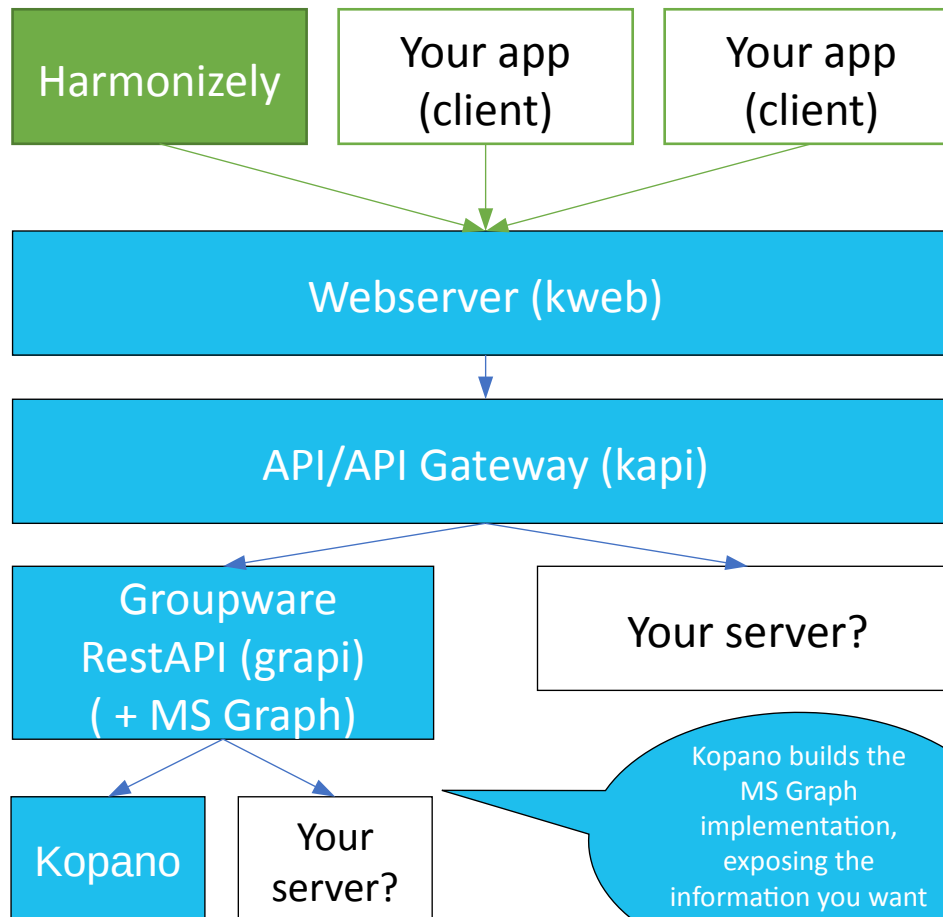 Harmonizely
Your app
(client)
Your app
(client)
Webserver (kweb)
API/API Gateway (kapi)
Groupware
RestAPI (grapi)
( + MS Graph)
Your server?
Kopano
Your
server?
Kopano builds the
MS Graph
implementation,
exposing the
information you want